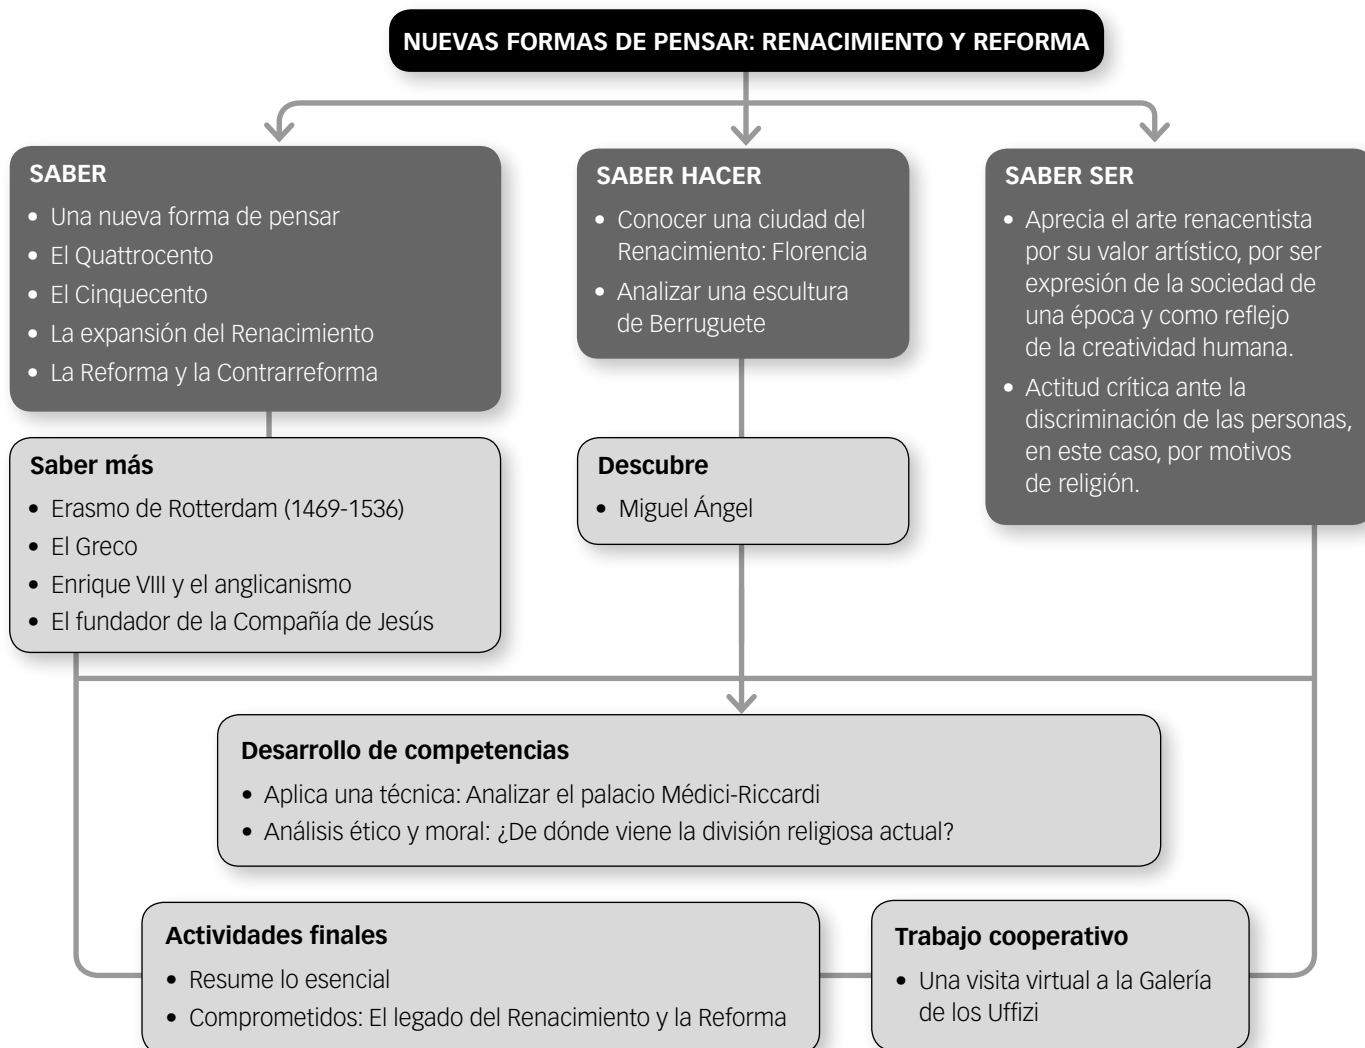 NUEVAS FORMAS DE PENSAR: RENACIMIENTO Y REFORMA
SABER
• Una nueva forma de pensar
• El Quattrocento
• El Cinquecento
• La expansión del Renacimiento
• La Reforma y la Contrarreforma
Saber más
• Erasmo de Rotterdam (1469-1536)
• El Greco
• Enrique VIII y el anglicanismo
• El fundador de la Compañía de Jesús
SABER HACER
• Conocer una ciudad del
Renacimiento: Florencia
• Analizar una escultura
de Berruguete
Descubre
• Miguel Ángel
SABER SER
• Aprecia el arte renacentista
por su valor artístico, por ser
expresión de la sociedad de
una época y como reflejo
de la creatividad humana.
• Actitud crítica ante la
discriminación de las personas,
en este caso, por motivos
de religión.
Desarrollo de competencias
• Aplica una técnica: Analizar el palacio Médici-Riccardi
• Análisis ético y moral: ¿De dónde viene la división religiosa actual?
Actividades finales
• Resume lo esencial
• Comprometidos: El legado del Renacimiento y la Reforma
Trabajo cooperativo
• Una visita virtual a la Galería
de los Uffizi